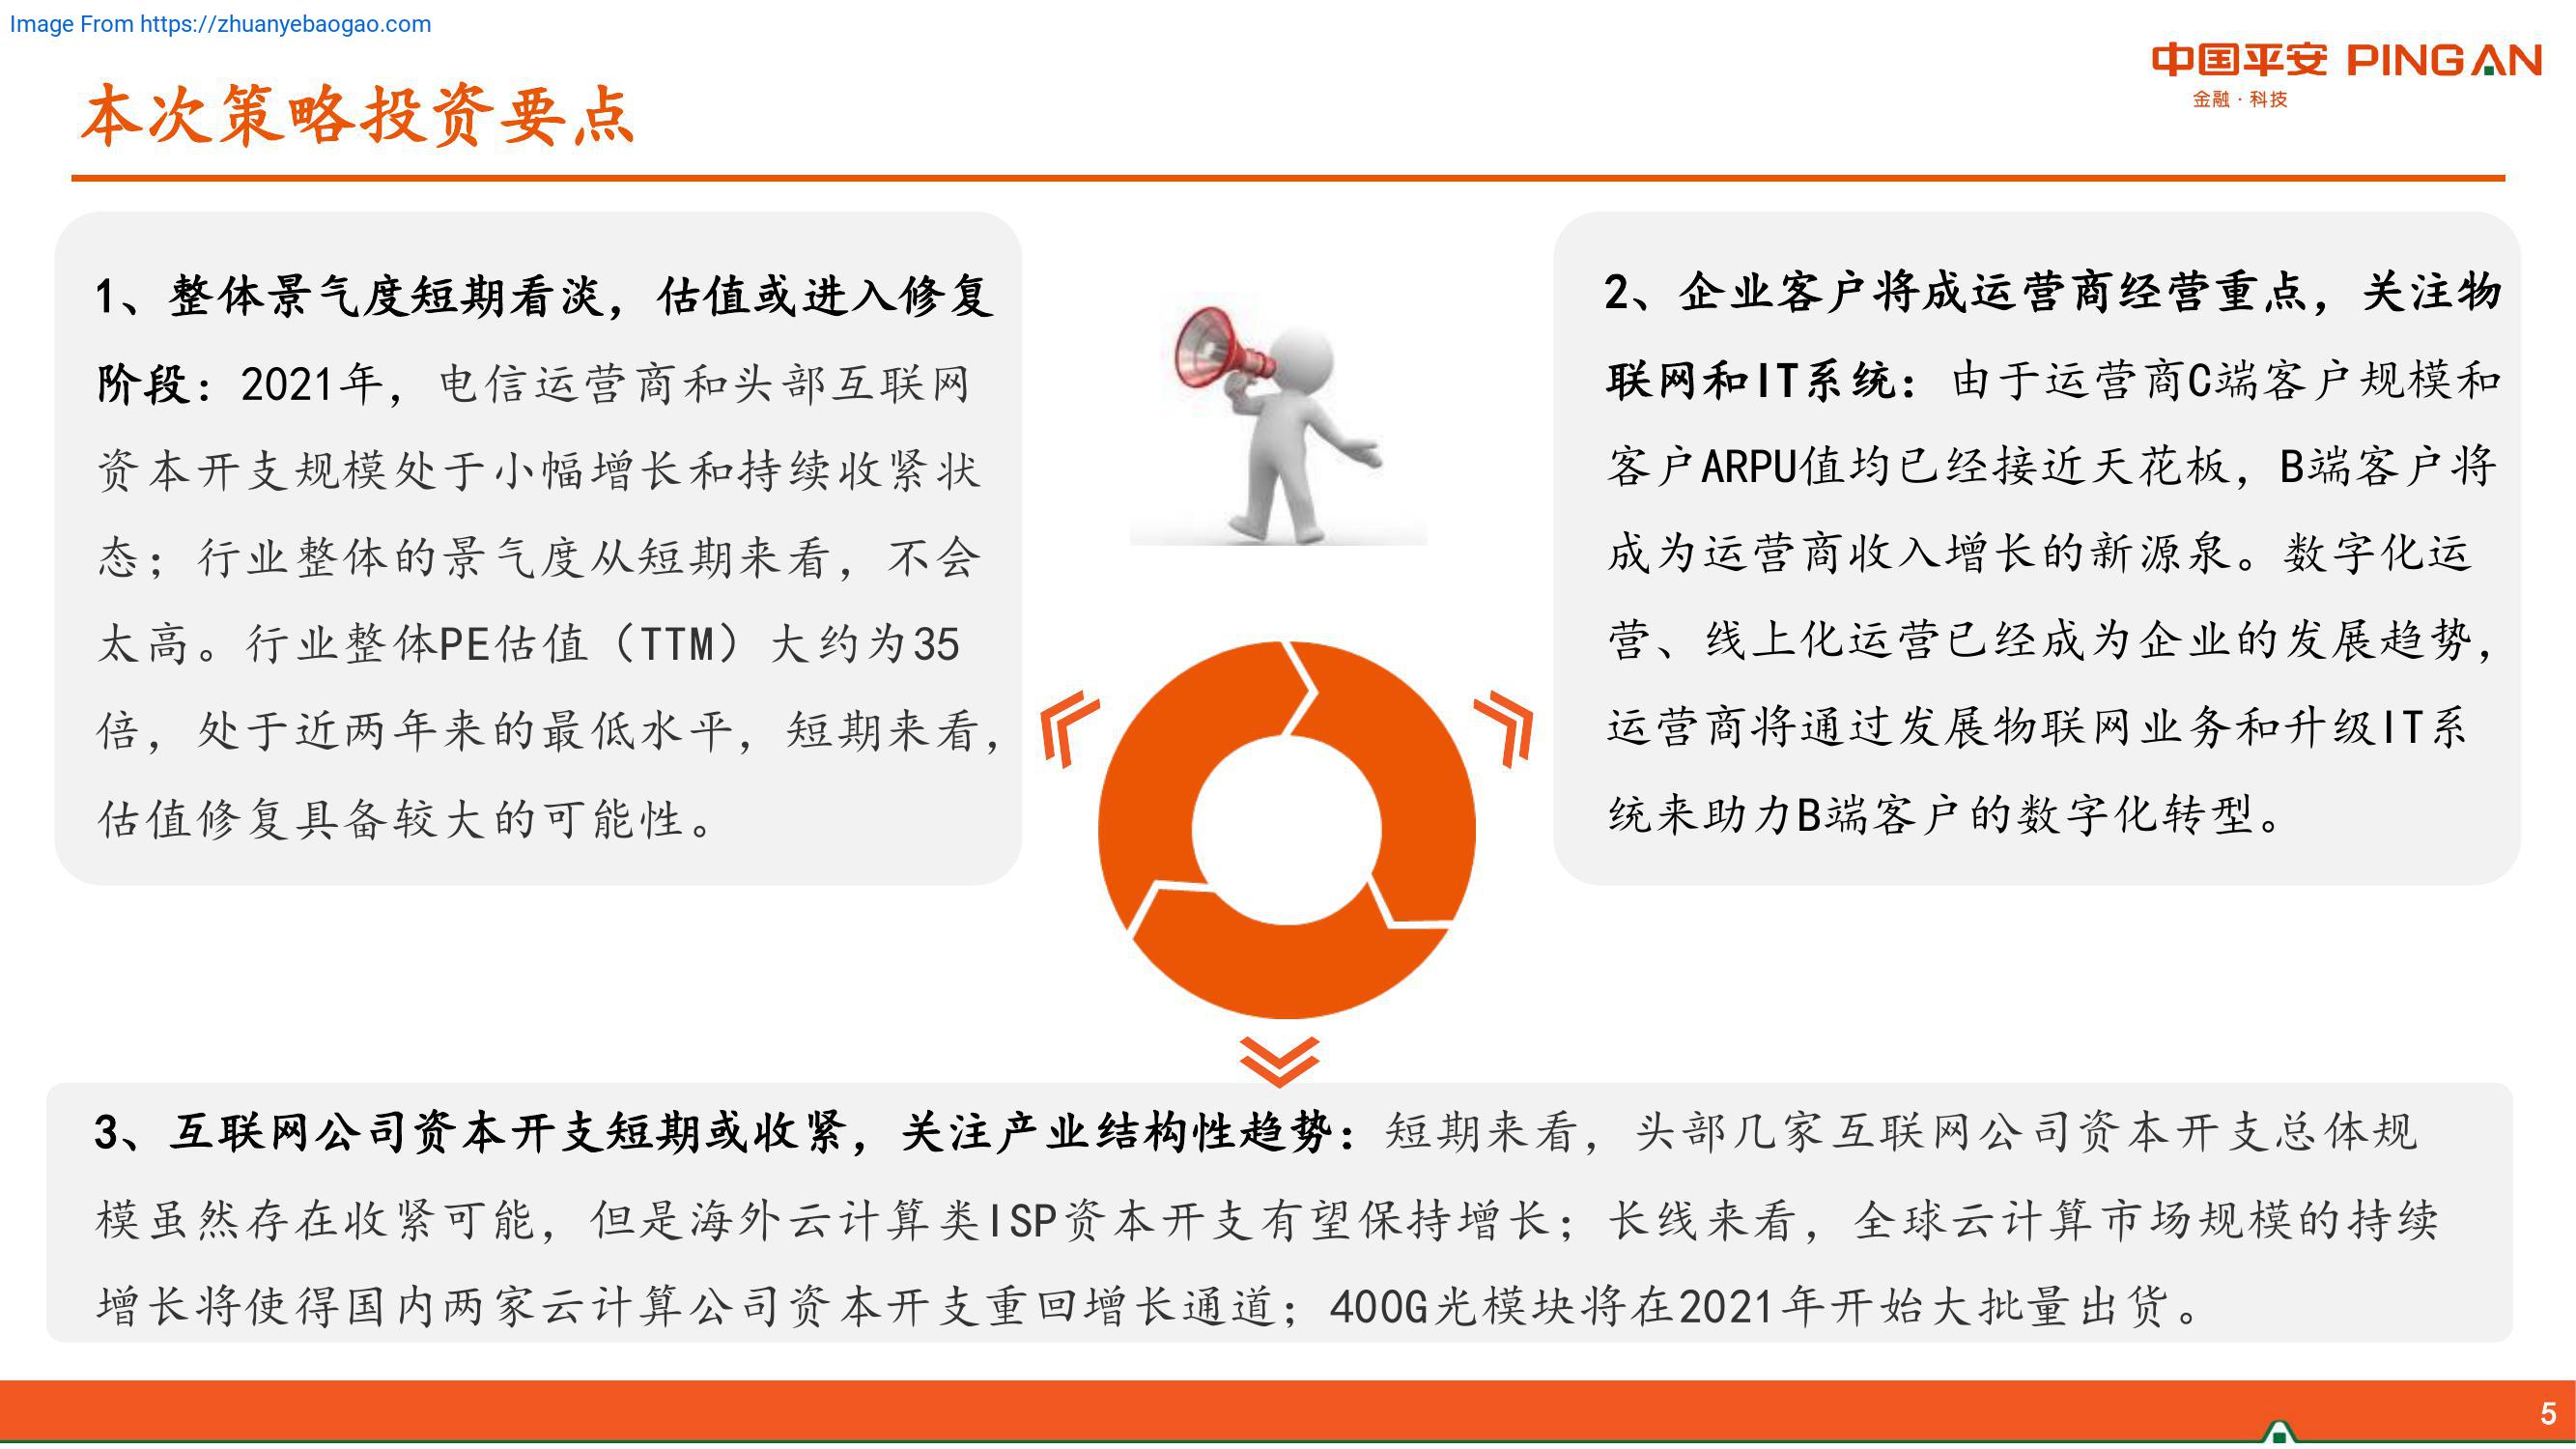 Image From https://zhuanyebaogao.com
中国平安 PINGAN
金融·科技
本次策略投资要点
1、整体景气度短期看淡，估值或进入修复
阶段：2021年，电信运营商和头部互联网
资本开支规模处于小幅增长和持续收紧状
态；行业整体的景气度从短期来看，不会
太高。行业整体PE估值（TTM）大约为35
倍，处于近两年来的最低水平，短期来看，
估值修复具备较大的可能性。
2、企业客户将成运营商经营重点，关注物
联网和IT系统：由于运营商C端客户规模和
客户ARPU值均已经接近天花板，B端客户将
成为运营商收入增长的新源泉。数字化运
营、线上化运营已经成为企业的发展趋势，
运营商将通过发展物联网业务和升级IT系
统来助力B端客户的数字化转型。
3、互联网公司资本开支短期或收紧，关注产业结构性趋势：短期来看，头部几家互联网公司资本开支总体规
模虽然存在收紧可能，但是海外云计算类ISP资本开支有望保持增长；长线来看，全球云计算市场规模的持续
增长将使得国内两家云计算公司资本开支重回增长通道；400G光模块将在2021年开始大批量出货。
5